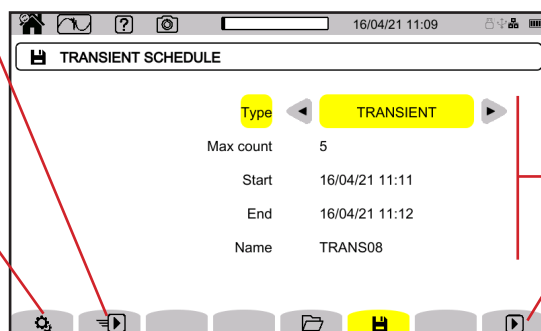 ?
16/04/21 11:09
TRANSIENT SCHEDULE
Type TRANSIENT
Max count 5
Start 16/04/21 11:11
End 16/04/21 11:12
Name TRANS08